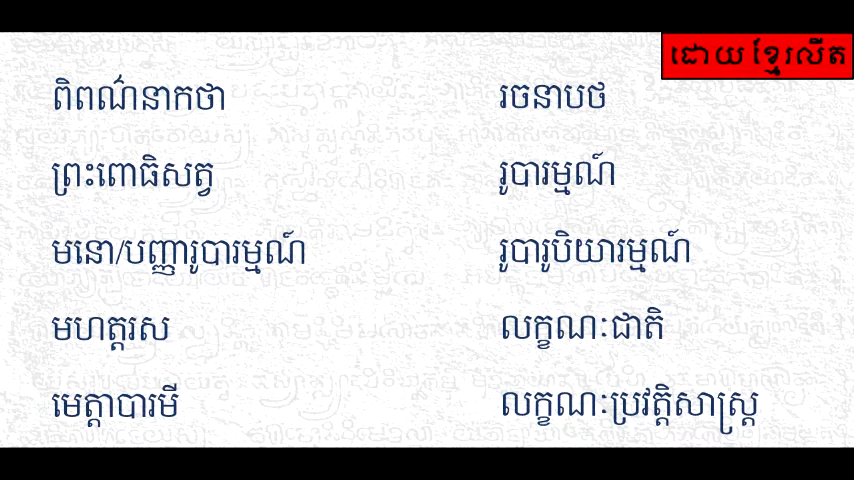 ដោយ ខ្មែរលីត
ពិពណ៌នាកថា
ព្រះពោធិសត្វ
មនោ/បញ្ញារូបារម្មណ៍
មហត្តរស
មេត្តាបារមី
រចនាបថ
រូបារម្មណ៍
រូបារូបិយារម្មណ៍
លក្ខណៈជាតិ
លក្ខណៈប្រវត្តិសាស្ត្រ